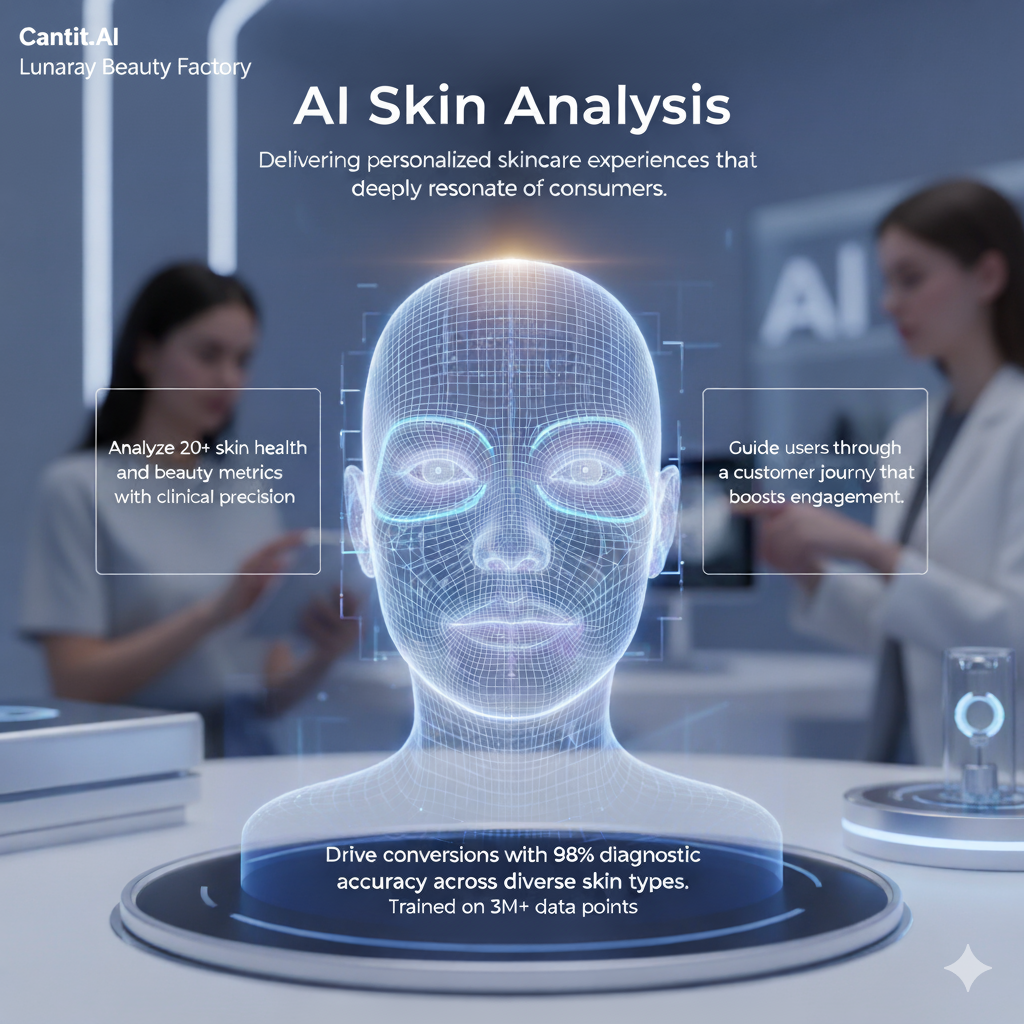 Cantit.AI
Lunaray Beauty Factory
AI Skin Analysis
Delivering personalized skincare experiences that
deeply resonate of consumers.
AI
Analyze 20+ skin health
and beauty metrics
with clinical precision
Guide users through
a customer journy that
boosts engagement.
Drive conversions with 98% diagnostic
accuracy across diverse skin types.
Trained on 3M+ data points